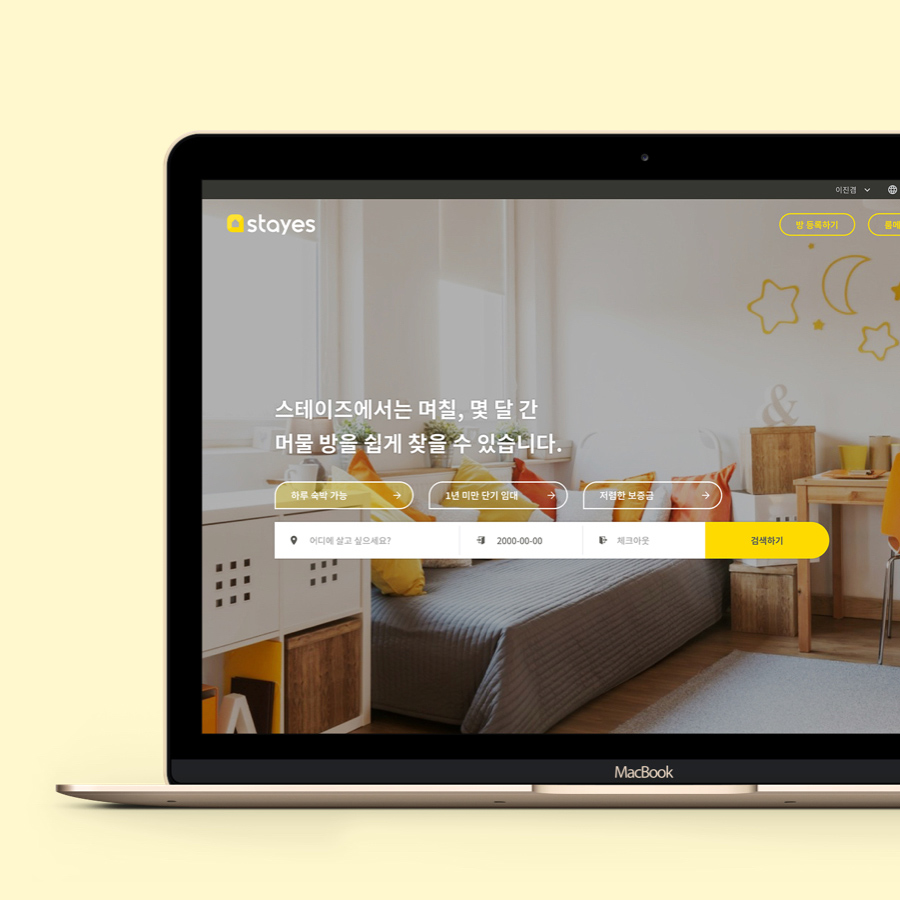 이진경
stayes
방 등록하기
룸메
&
스테이즈에서는 며칠, 몇 달 간
머물 방을 쉽게 찾을 수 있습니다.
하루 숙박 가능
1년 미만 단기 임대
저렴한 보증금
어디에 살고 싶으세요?
2000-00-00
체크아웃
검색하기
A
MacBook